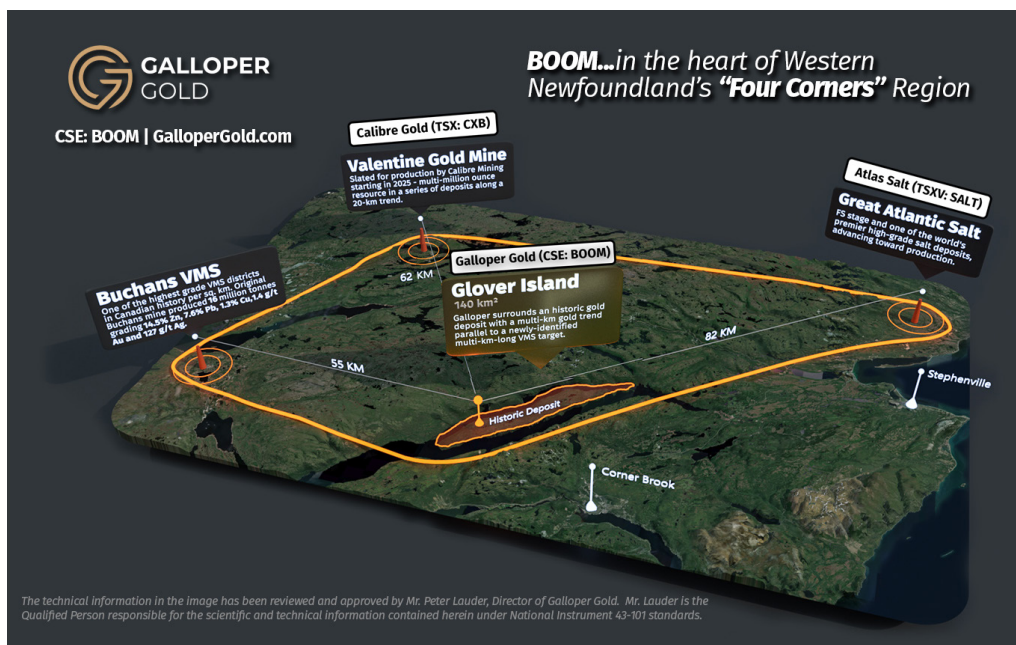 GALLOPER
GOLD
CSE: BOOM | GalloperGold.com
BOOM...in the heart of Western
Newfoundland's "Four Corners" Region
Calibre Gold (TSX: CXB)
Valentine Gold Mine
Slated for production by Calibre Mining
starting in 2025 - multi-million ounce
resource in a series of deposits along a
20-km trend.
Atlas Salt (TSXV: SALT)
Great Atlantic Salt
FS stage and one of the world's
premier high-grade salt deposits,
advancing toward production.
Buchans VMS
One of the highest grade VMS districts
in Canadian history per sq. km. Original
Buchans mine produced 16 million tonnes
grading 14.5% Zn, 7.6% Pb, 1.3% Cu,1.4 g/t
Au and 127 g/t Ag.
Galloper Gold (CSE: BOOM)
Glover Island
140 km²
Galloper surrounds an historic gold
deposit with a multi-km gold trend
parallel to a newly-identified
multi-km-long VMS target.
62 KM
82 KM
55 KM
Stephenville
Historic Deposit
Corner Brook
The technical information in the image has been reviewed and approved by Mr. Peter Lauder, Director of Galloper Gold.  Mr. Lauder is the
Qualified Person responsible for the scientific and technical information contained herein under National Instrument 43-101 standards.